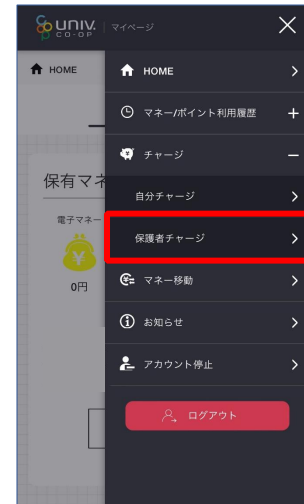 UNIV.
CO-OP
マイページ
HOME
保有マネ
電子マネー
0円
HOME
マネー/ポイント利用履歴
チャージ
自分チャージ
保護者チャージ
マネー移動
お知らせ
アカウント停止
ログアウト